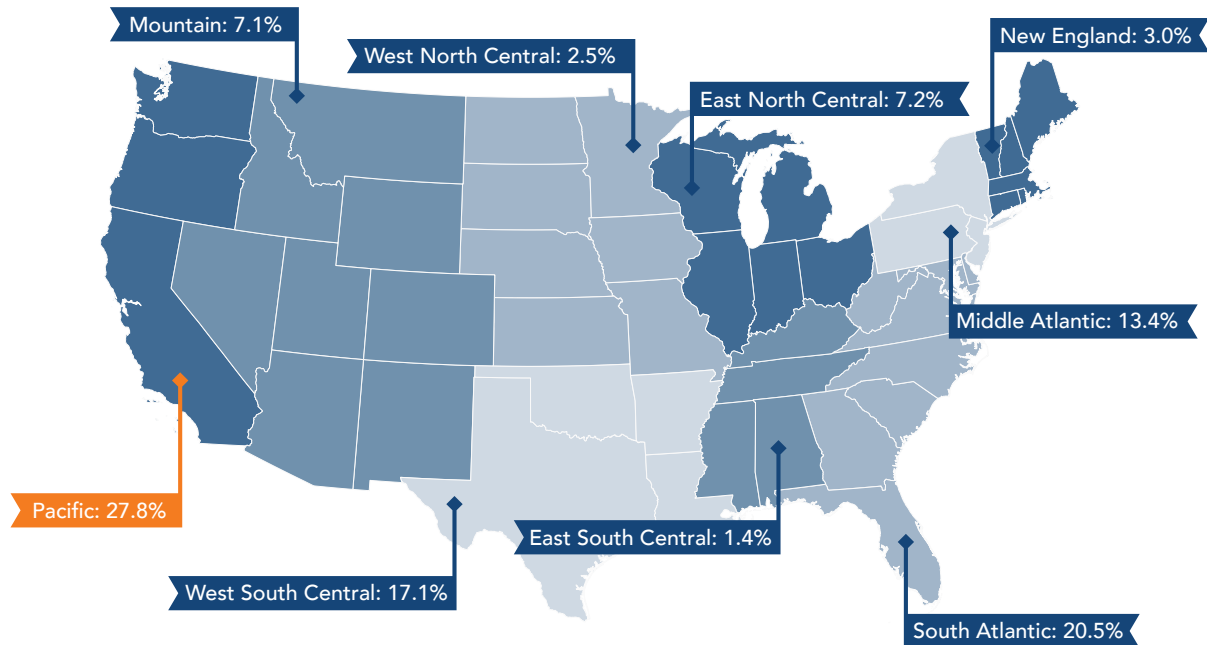 Mountain: 7.1%
New England: 3.0%
West North Central: 2.5%
East North Central: 7.2%
Middle Atlantic: 13.4%
Pacific: 27.8%
East South Central: 1.4%
West South Central: 17.1%
South Atlantic: 20.5%